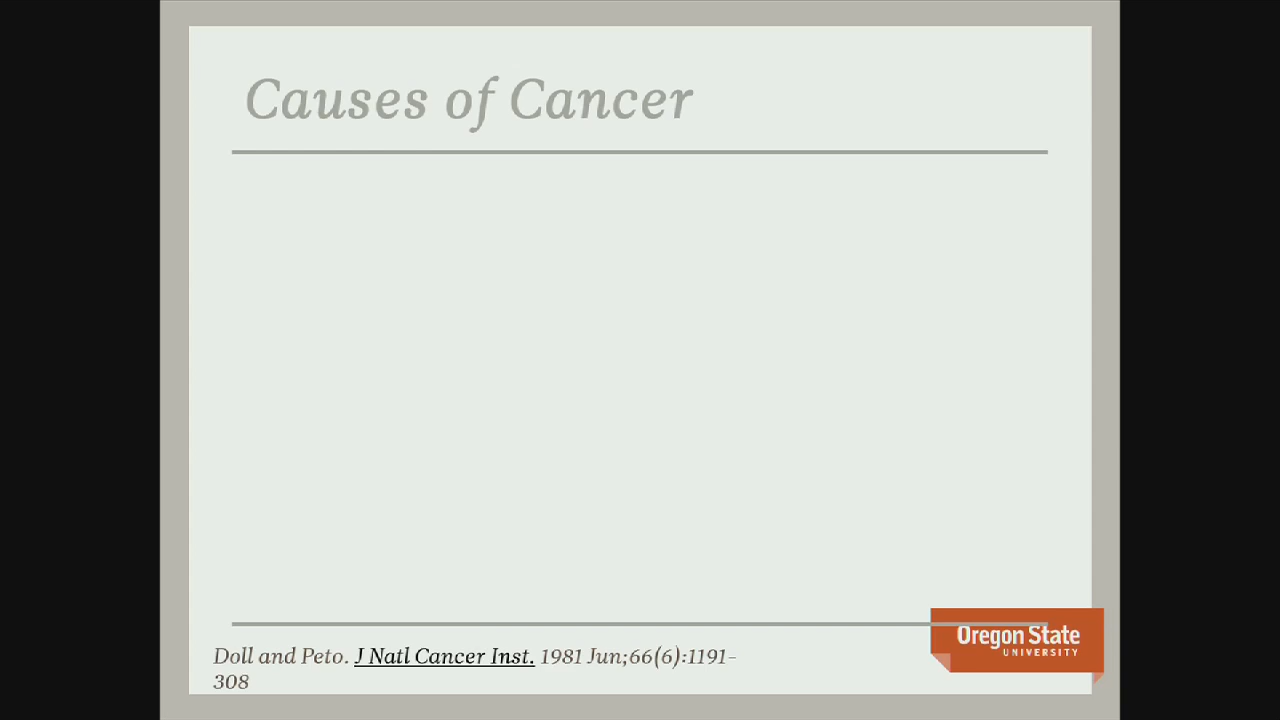 Causes of Cancer
Doll and Peto. J Natl Cancer Inst. 1981 Jun;66(6):1191-
308
Oregon State
UNIVERSITY